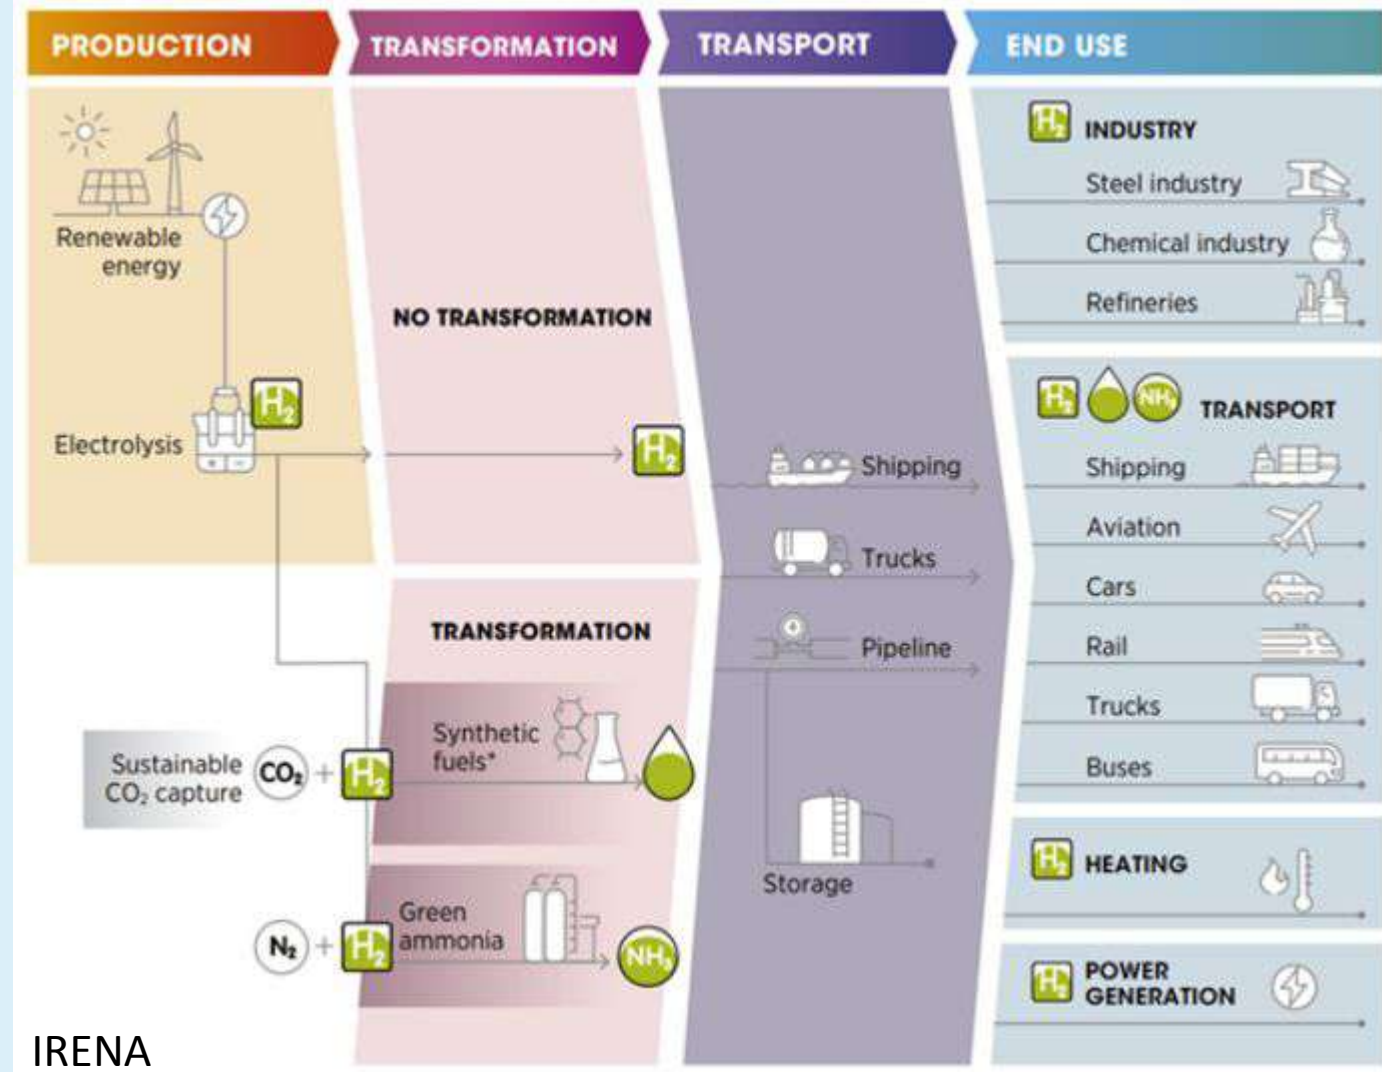 PRODUCTION
TRANSFORMATION
TRANSPORT
END USE
Renewable
energy
Electrolysis
H₂
NO TRANSFORMATION
H₂
TRANSFORMATION
Sustainable
CO₂ capture
CO₂ + H₂
Synthetic
fuels*
N₂ + H₂
Green
ammonia
NH₃
Shipping
Trucks
Pipeline
Storage
H₂ INDUSTRY
Steel industry
Chemical industry
Refineries
H₂ NH₃ TRANSPORT
Shipping
Aviation
Cars
Rail
Trucks
Buses
H₂ HEATING
H₂ POWER
GENERATION
IRENA